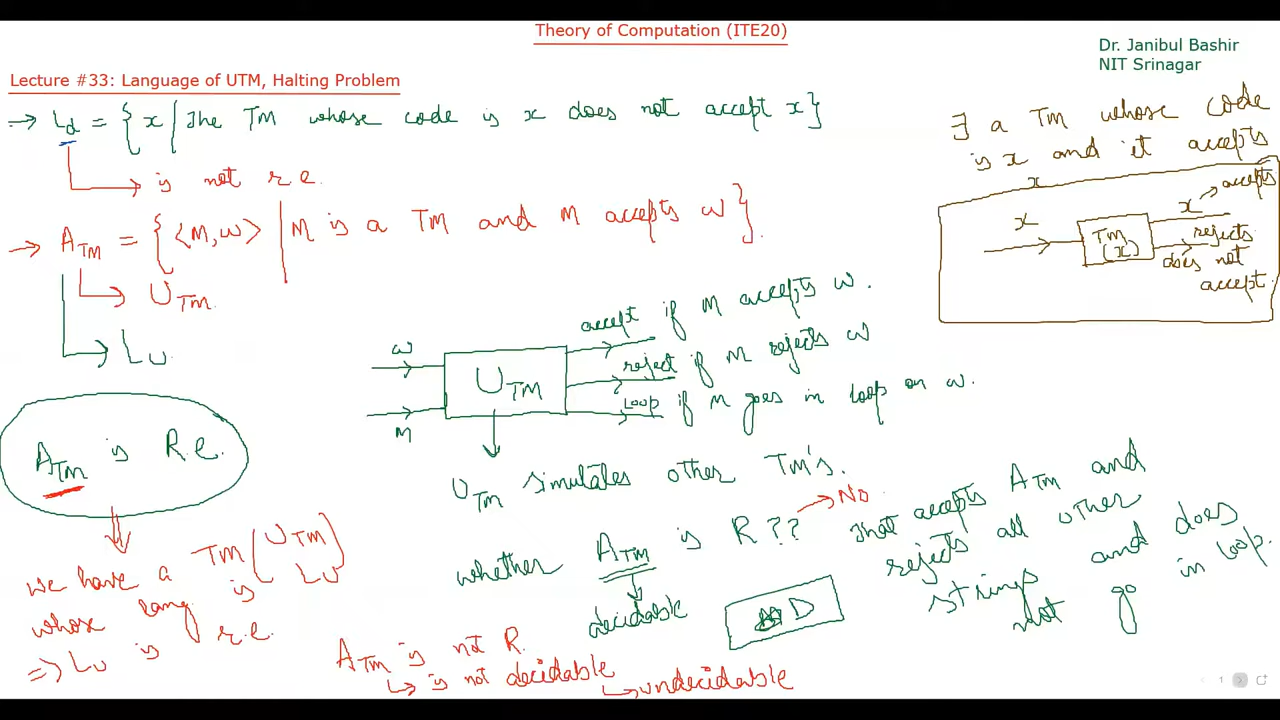 Theory of Computation (ITE20)
Dr. Janibul Bashir
NIT Srinagar
Lecture #33: Language of UTM, Halting Problem
→ Ld = { x | The TM whose code is x does not accept x}
→ is not r.e.
→ ATM = { <M,w> | M is a TM and M accepts w }.
→ UTM
→ LU
∃ a TM whose code
is x and it accepts
x
x
TM
(x)
x → accepts
rejects
does not
accept
w
M
UTM
accept if M accepts w.
reject if M rejects w
loop if M goes in loop on w.
ATM is R.e.
UTM simulates other TM's.
whether ATM is R?? → No
decidable
D
that accepts ATM and
rejects all other
strings and does
not go in loop.
we have a TM (UTM)
whose lang LU is
=> LU is r.e.
ATM is not R.
↳ is not decidable
↳ undecidable
1